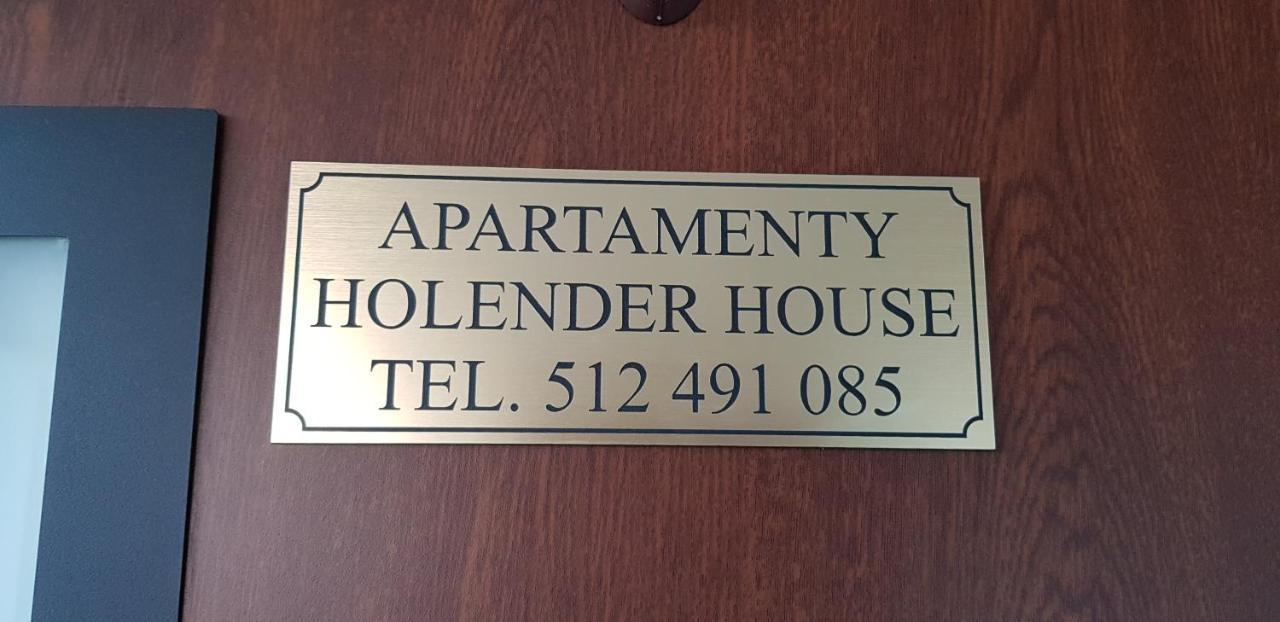 APARTAMENTY
HOLENDER HOUSE
TEL. 512 491 085